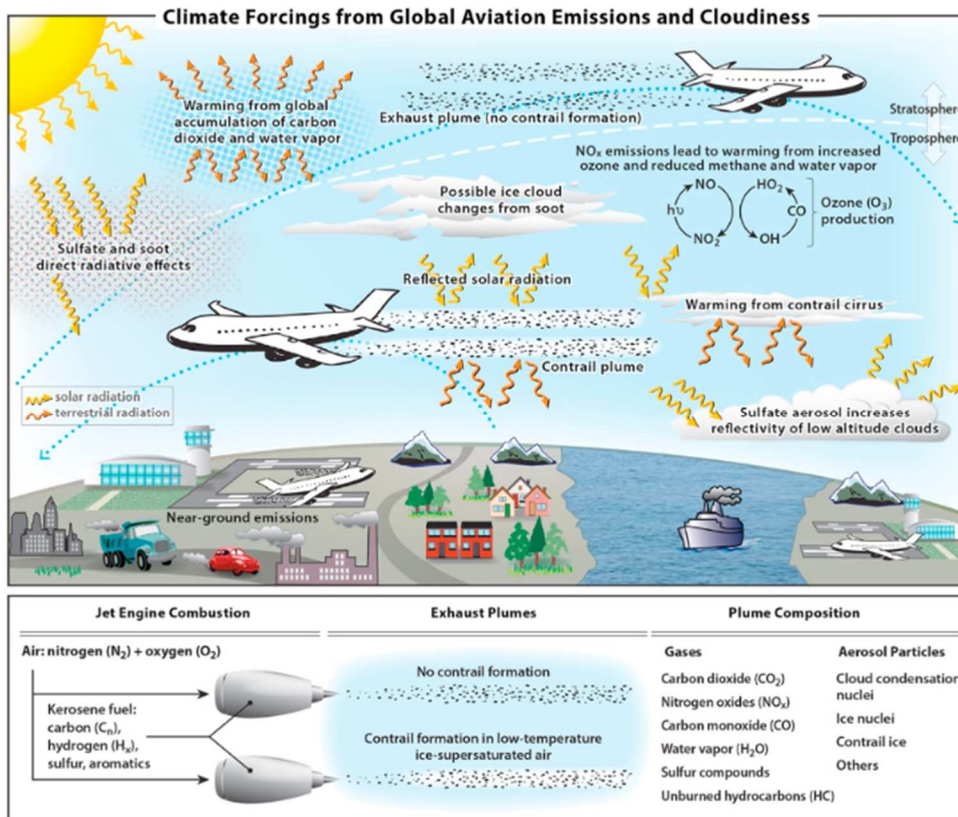 Climate Forcings from Global Aviation Emissions and Cloudiness
Warming from global
accumulation of carbon
dioxide and water vapor
Exhaust plume (no contrail formation)
Stratosphere
Troposphere
NOₓ emissions lead to warming from increased
ozone and reduced methane and water vapor
NO
HO₂
hυ
CO
NO₂
OH
Ozone (O₃)
production
Possible ice cloud
changes from soot
Sulfate and soot
direct radiative effects
Reflected solar radiation
Warming from contrail cirrus
Contrail plume
solar radiation
terrestrial radiation
Sulfate aerosol increases
reflectivity of low altitude clouds
Near-ground emissions
Jet Engine Combustion
Air: nitrogen (N₂) + oxygen (O₂)
Kerosene fuel:
carbon (Cₙ),
hydrogen (Hₓ),
sulfur, aromatics
Exhaust Plumes
No contrail formation
Contrail formation in low-temperature
ice-supersaturated air
Plume Composition
Gases
Carbon dioxide (CO₂)
Nitrogen oxides (NOₓ)
Carbon monoxide (CO)
Water vapor (H₂O)
Sulfur compounds
Unburned hydrocarbons (HC)
Aerosol Particles
Cloud condensation
nuclei
Ice nuclei
Contrail ice
Others